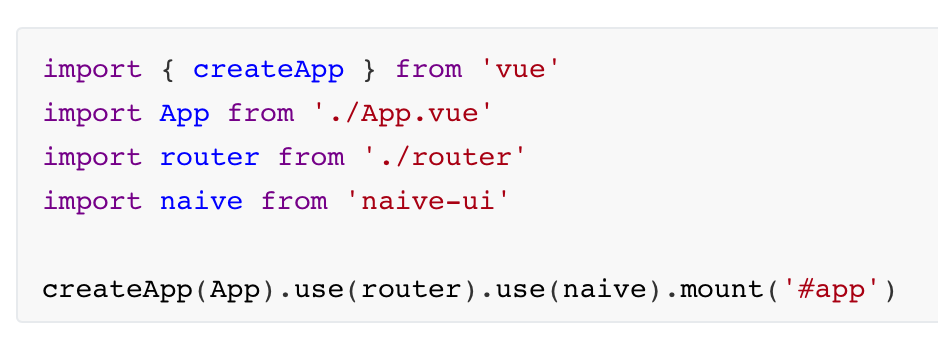 import { createApp } from 'vue'
import App from './App.vue'
import router from './router'
import naive from 'naive-ui'
createApp(App).use(router).use(naive).mount('#app')